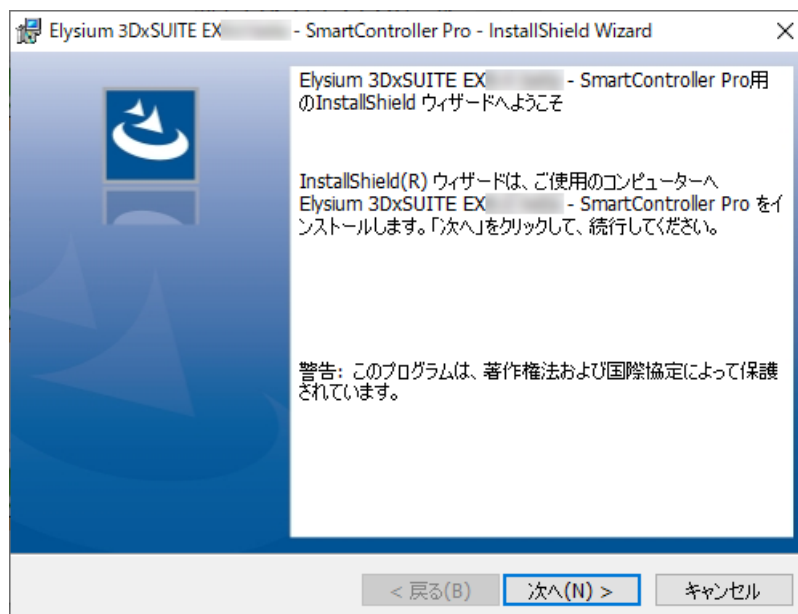 Elysium 3DxSUITE EX - SmartController Pro - InstallShield Wizard
Elysium 3DxSUITE EX - SmartController Pro用
のInstallShield ウィザードへようこそ
InstallShield(R) ウィザードは、ご使用のコンピューターへ
Elysium 3DxSUITE EX - SmartController Pro をイ
ンストールします。「次へ」をクリックして、続行してください。
警告: このプログラムは、著作権法および国際協定によって保護
されています。
< 戻る(B) 次へ(N) > キャンセル